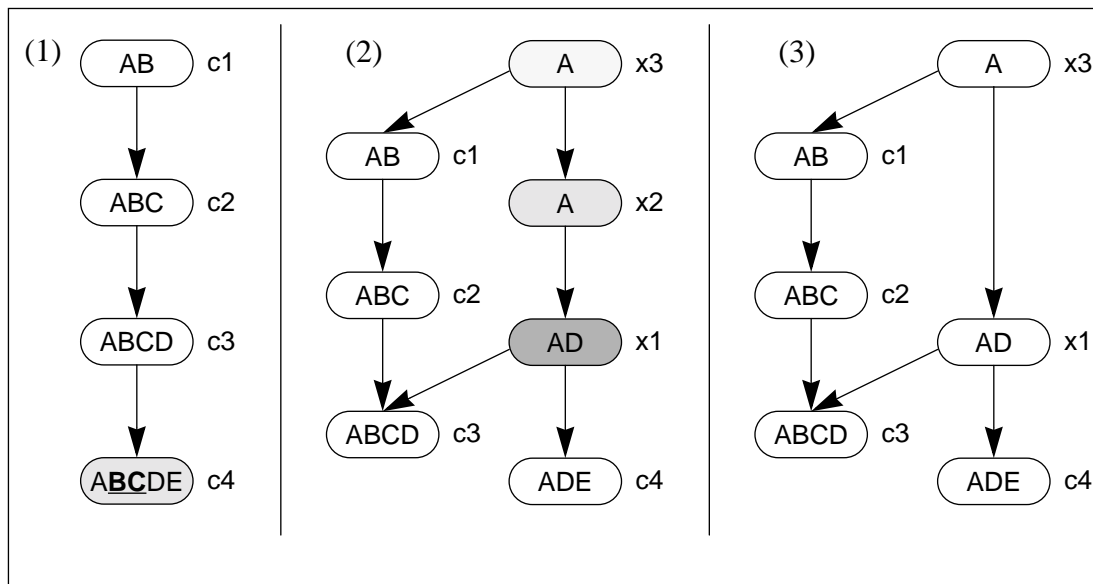 (1)
AB c1
ABC c2
ABCD c3
ABCDE c4
(2)
A x3
AB c1
A x2
ABC c2
AD x1
ABCD c3
ADE c4
(3)
A x3
AB c1
ABC c2
AD x1
ABCD c3
ADE c4